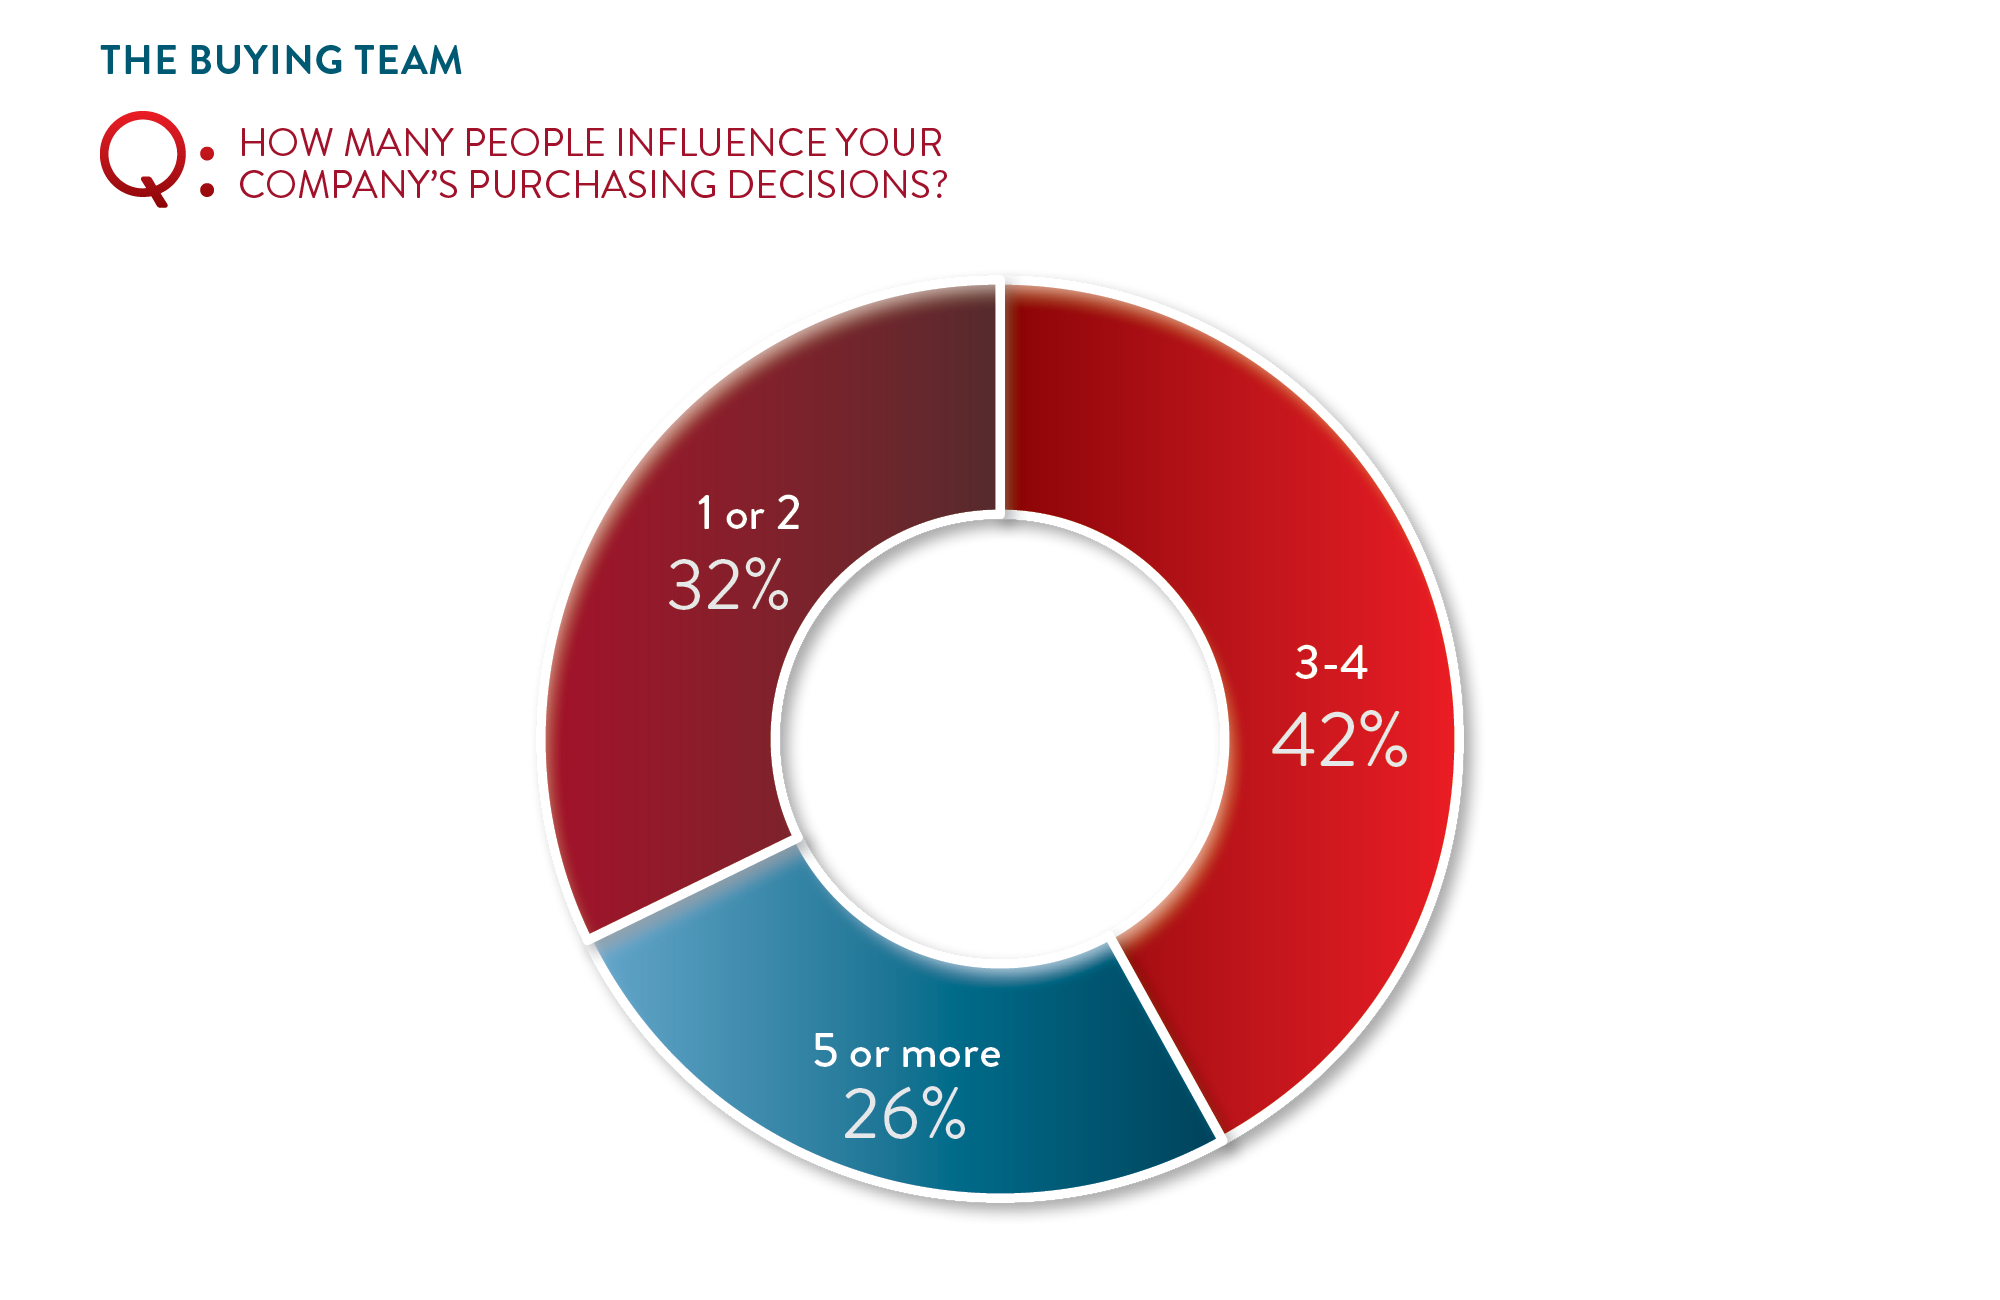 THE BUYING TEAM
Q: HOW MANY PEOPLE INFLUENCE YOUR
COMPANY’S PURCHASING DECISIONS?
1 or 2
32%
3-4
42%
5 or more
26%